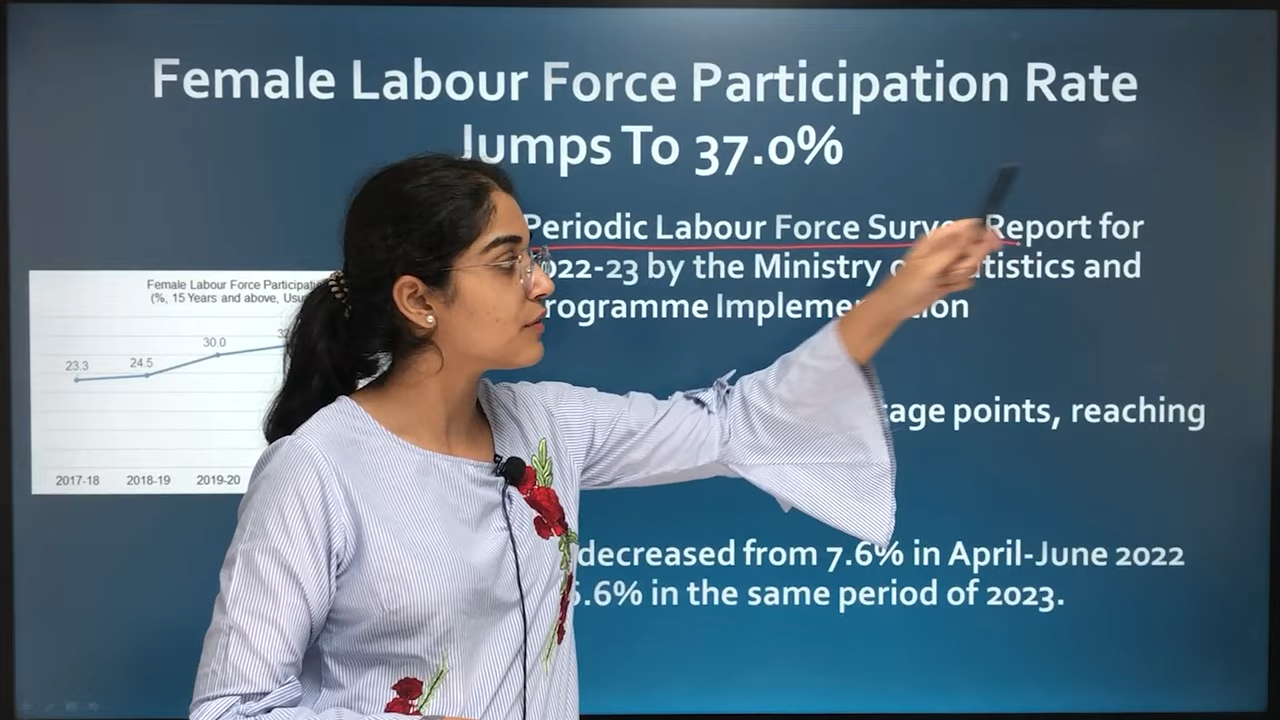 Female Labour Force Participation Rate
Jumps To 37.0%
Periodic Labour Force Survey Report for
2022-23 by the Ministry of Statistics and
Programme Implementation
points, reaching
decreased from 7.6% in April-June 2022
in the same period of 2023.
Female Labour Force
(%, 15 Years and above,
23.3
24.5
30.0
2017-18
2018-19
2019-20